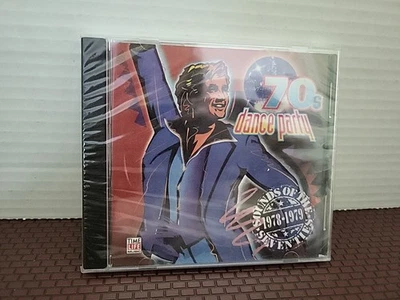 '70s
dance party
SOUNDS OF THE
1978-1979
SEVENTIES
TIME
LIFE